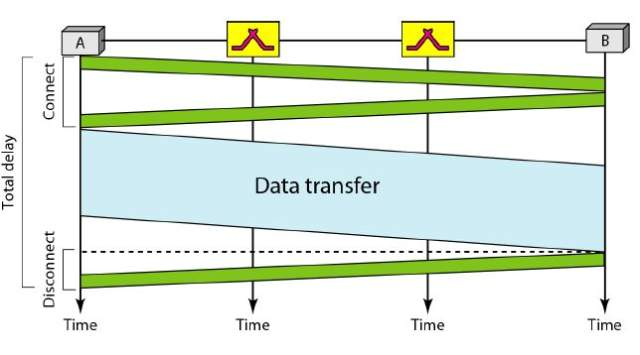 A
B
Connect
Total delay
Data transfer
Disconnect
Time
Time
Time
Time